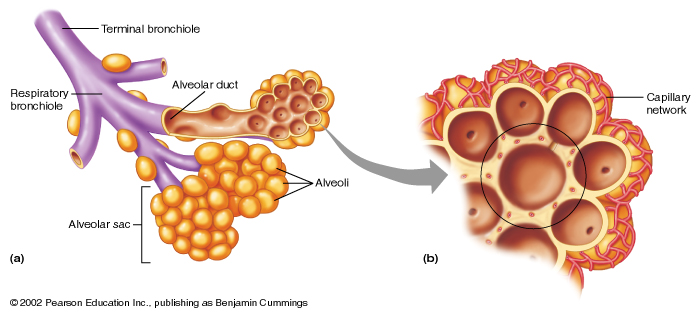 Terminal bronchiole
Respiratory
bronchiole
Alveolar duct
Alveoli
Alveolar sac
(a)
Capillary
network
(b)
© 2002 Pearson Education Inc., publishing as Benjamin Cummings